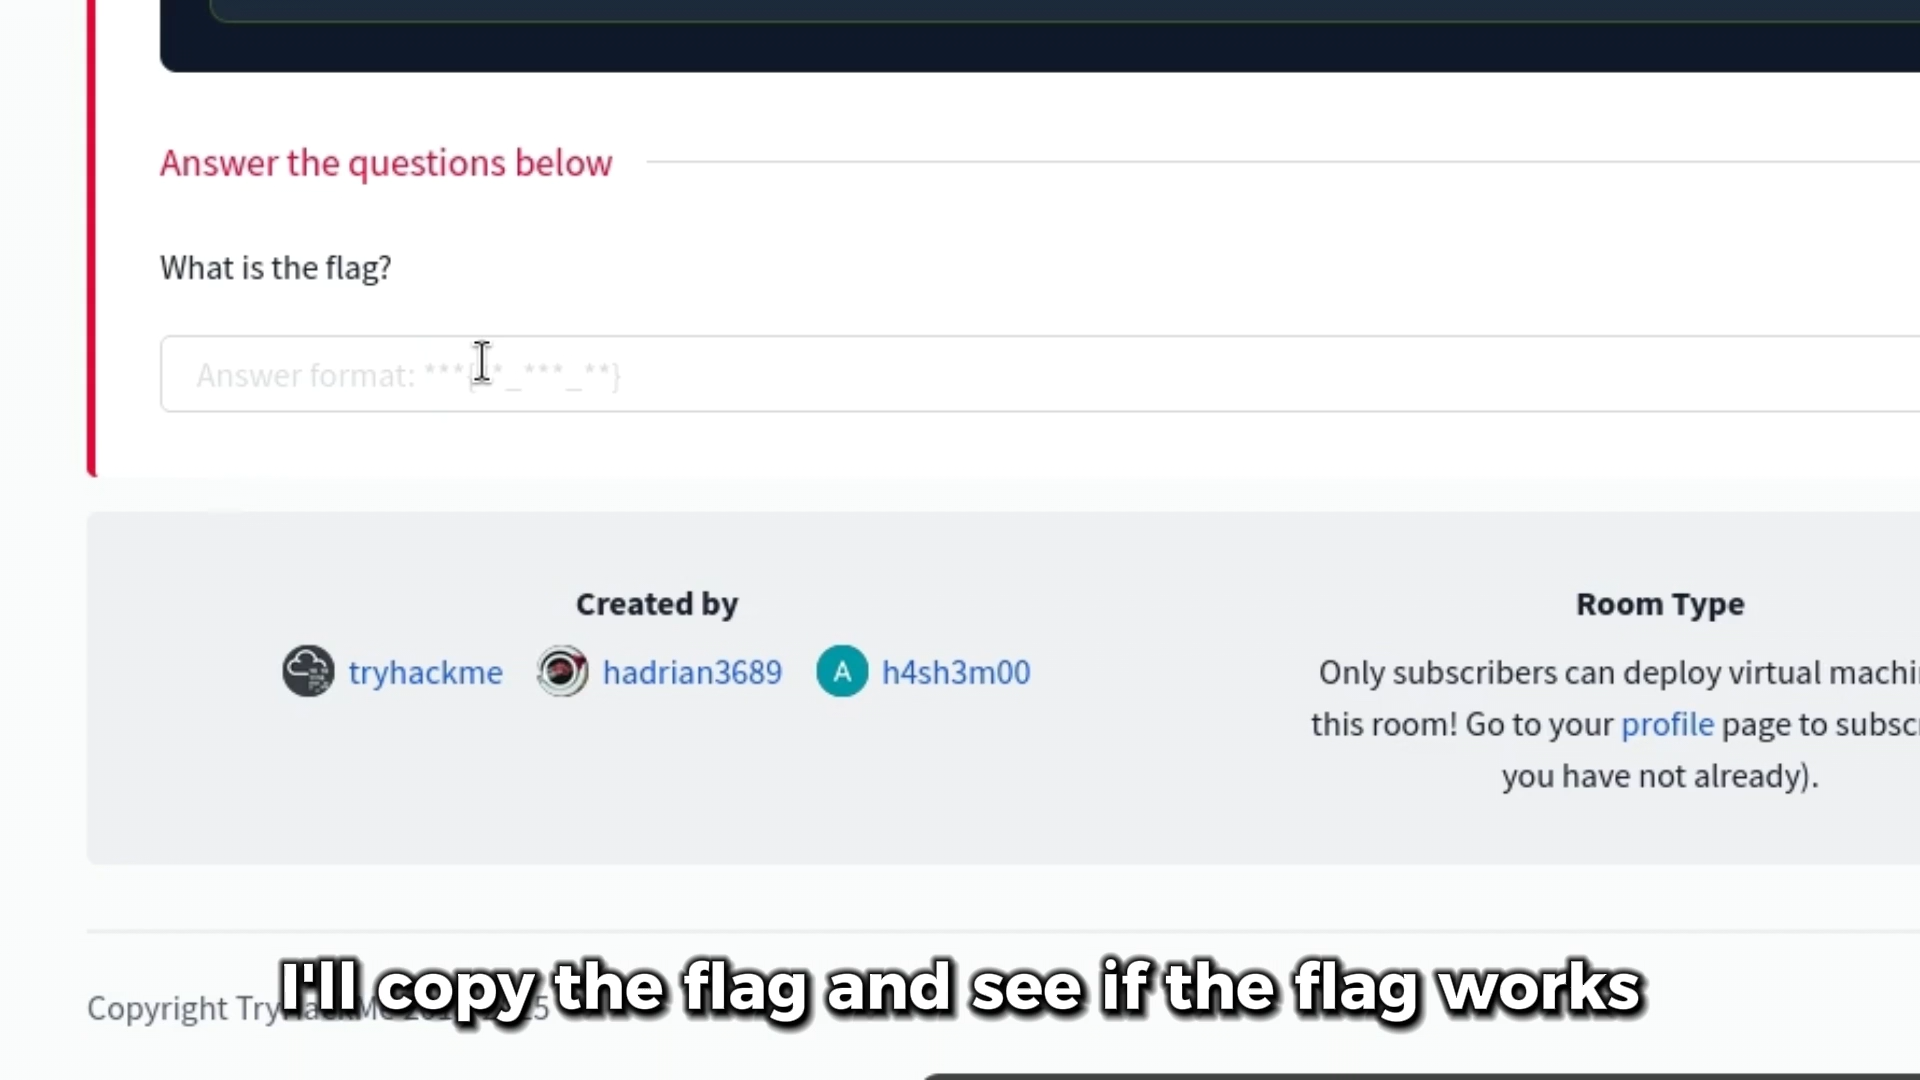 Answer the questions below
What is the flag?
Answer format: ***{**_***_**}
Created by
tryhackme hadrian3689 A h4sh3m00
Room Type
Only subscribers can deploy virtual machi
this room! Go to your profile page to subsc
you have not already).
I'll copy the flag and see if the flag works
Copyright